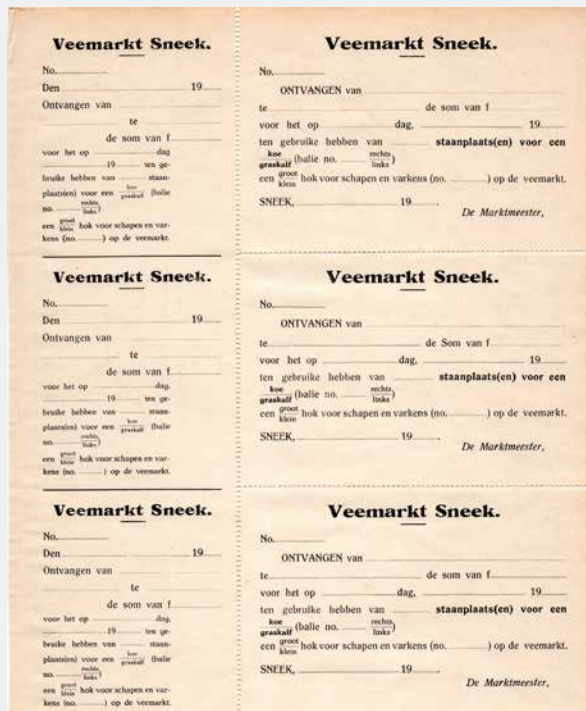 Veemarkt Sneek.
No.
Den 19
Ontvangen van
te
de som van f
voor het op dag
19 ten ge-
bruike hebben van staan-
plaats(en) voor een koe graskalf (balie
no. rechts links)
een groot klein hok voor schapen en var-
kens (no. ) op de veemarkt.
Veemarkt Sneek.
No.
ONTVANGEN van
te de som van f
voor het op dag, 19
ten gebruike hebben van staanplaats(en) voor een
koe graskalf (balie no. rechts links)
een groot klein hok voor schapen en varkens (no. ) op de veemarkt.
SNEEK, 19
De Marktmeester,
Veemarkt Sneek.
No.
Den 19
Ontvangen van
te
de som van f
voor het op dag,
19 ten ge-
bruike hebben van staan-
plaats(en) voor een koe graskalf (balie
no. rechts links)
een groot klein hok voor schapen en var-
kens (no. ) op de veemarkt.
Veemarkt Sneek.
No.
ONTVANGEN van
te de Som van f
voor het op dag, 19
ten gebruike hebben van staanplaats(en) voor een
koe graskalf (balie no. rechts links)
een groot klein hok voor schapen en varkens (no. ) op de veemarkt.
SNEEK, 19
De Marktmeester,
Veemarkt Sneek.
No.
Den 19
Ontvangen van
te
de som van f
voor het op dag,
19 ten ge-
bruike hebben van staan-
plaats(en) voor een koe graskalf (balie
no. rechts links)
een groot klein hok voor schapen en var-
kens (no. ) op de veemarkt.
Veemarkt Sneek.
No.
ONTVANGEN van
te de som van f
voor het op dag, 19
ten gebruike hebben van staanplaats(en) voor een
koe graskalf (balie no. rechts links)
een groot klein hok voor schapen en varkens (no. ) op de veemarkt.
SNEEK, 19
De Marktmeester,